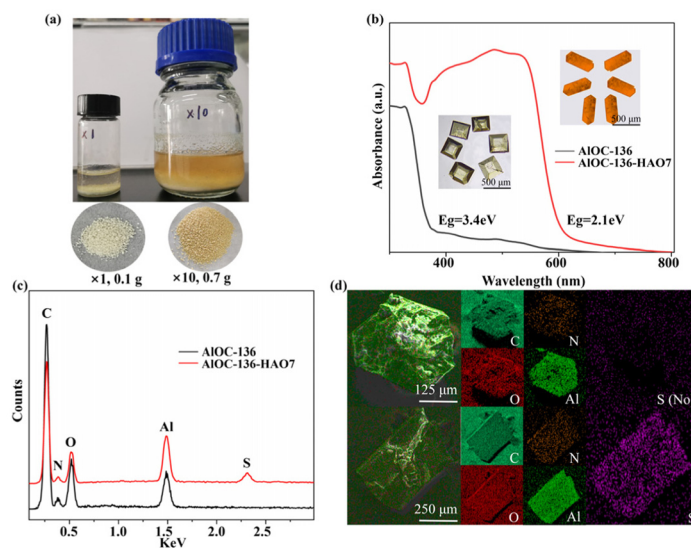 (a)
×1
×10
×1, 0.1 g
×10, 0.7 g
(b)
Absorbance (a.u.)
500 μm
500 μm
AlOC-136
AlOC-136-HAO7
Eg=3.4eV
Eg=2.1eV
400
600
800
Wavelength (nm)
(c)
Counts
C
N
O
Al
S
AlOC-136
AlOC-136-HAO7
0.5
1.0
1.5
2.0
2.5
KeV
(d)
125 μm
C
N
O
Al
S (No
250 μm
C
N
O
Al
S